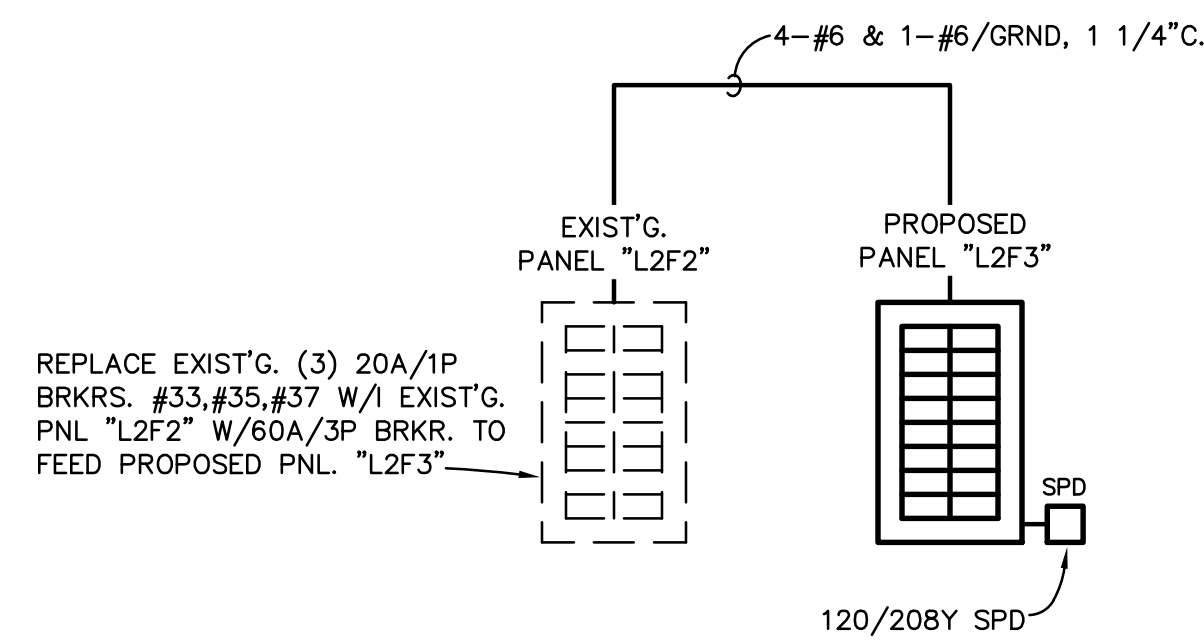 4-#6 & 1-#6/GRND, 1 1/4"C.
EXIST'G.
PANEL "L2F2"
PROPOSED
PANEL "L2F3"
REPLACE EXIST'G. (3) 20A/1P
BRKRS. #33,#35,#37 W/I EXIST'G.
PNL "L2F2" W/60A/3P BRKR. TO
FEED PROPOSED PNL. "L2F3"
SPD
120/208Y SPD